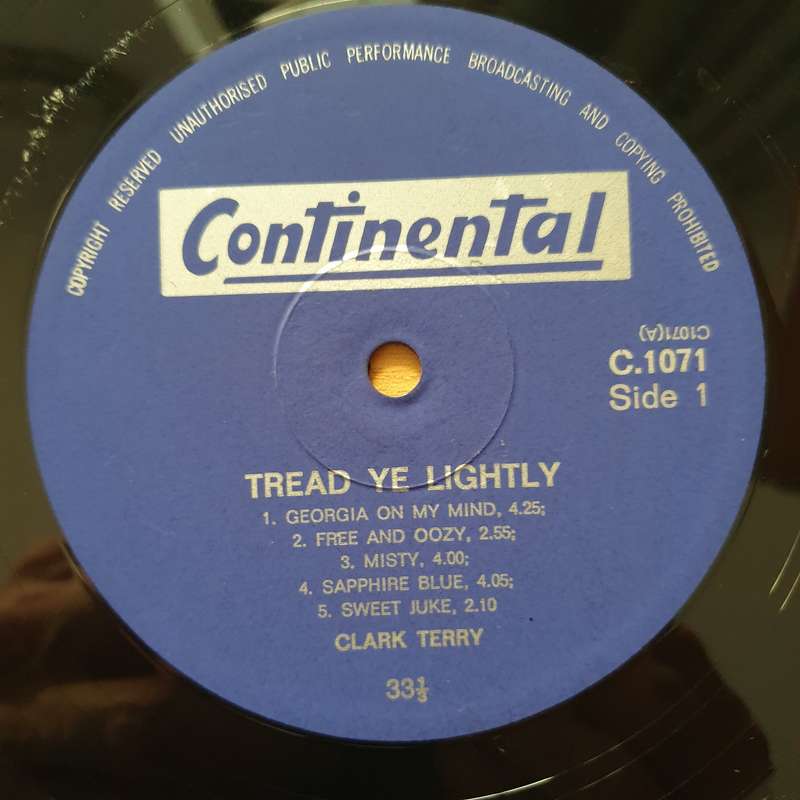 COPYRIGHT RESERVED UNAUTHORISED PUBLIC PERFORMANCE BROADCASTING AND COPYING PROHIBITED
Continental
C1071(A)
C.1071
Side 1
TREAD YE LIGHTLY
1. GEORGIA ON MY MIND, 4.25;
2. FREE AND OOZY, 2.55;
3. MISTY, 4.00;
4. SAPPHIRE BLUE, 4.05;
5. SWEET JUKE, 2.10
CLARK TERRY
33⅓